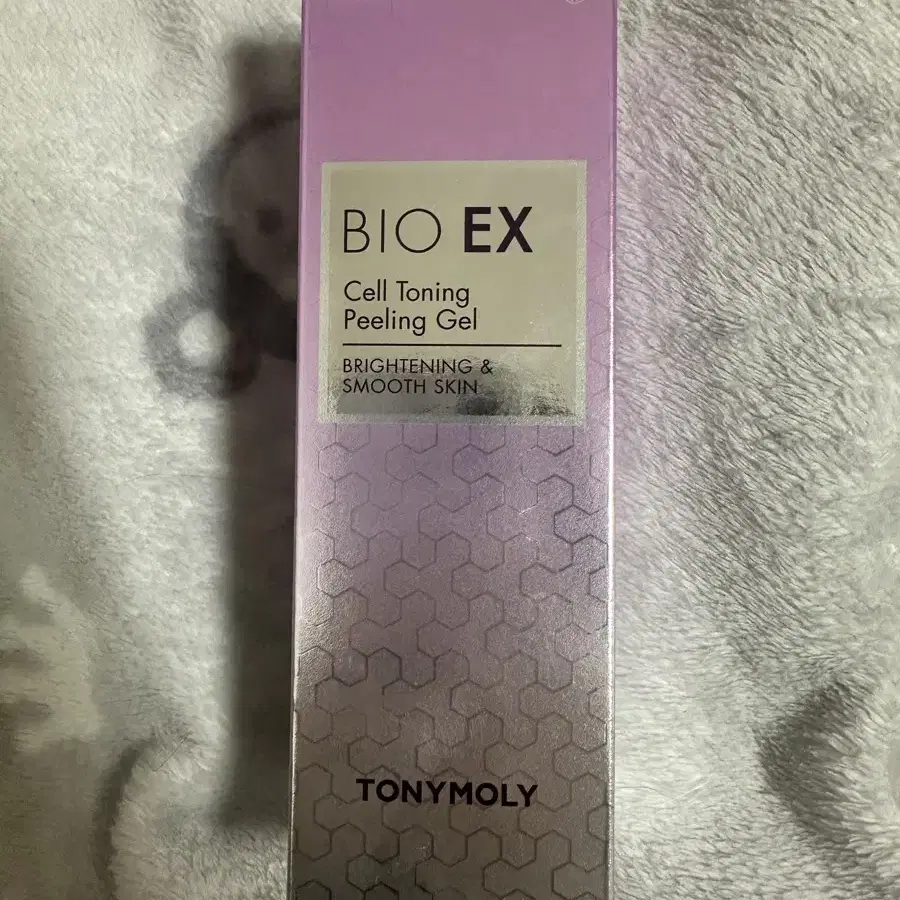 BIO EX
Cell Toning
Peeling Gel
BRIGHTENING &
SMOOTH SKIN
TONYMOLY